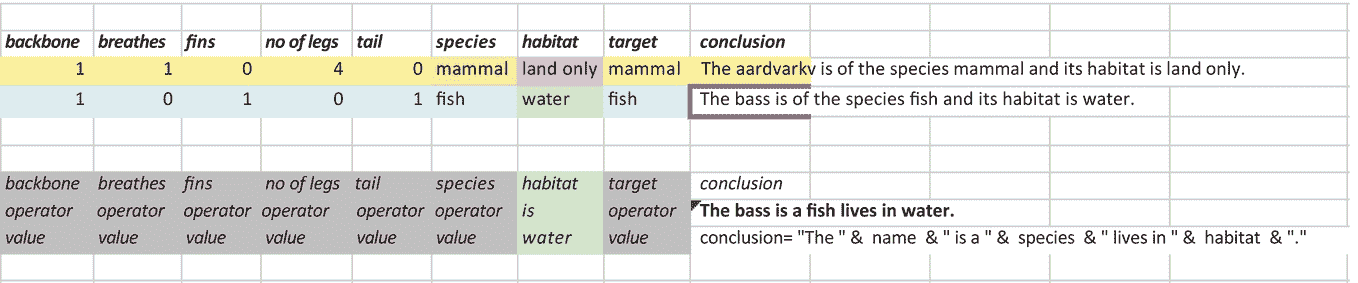 backbone breathes fins no of legs tail species habitat target conclusion
1 1 0 4 0 mammal land only mammal The aardvarkv is of the species mammal and its habitat is land only.
1 0 1 0 1 fish water fish The bass is of the species fish and its habitat is water.
backbone breathes fins no of legs tail species habitat target conclusion
operator operator operator operator operator operator is operator The bass is a fish lives in water.
value value value value value value water value conclusion= "The " & name & " is a " & species & " lives in " & habitat & "."